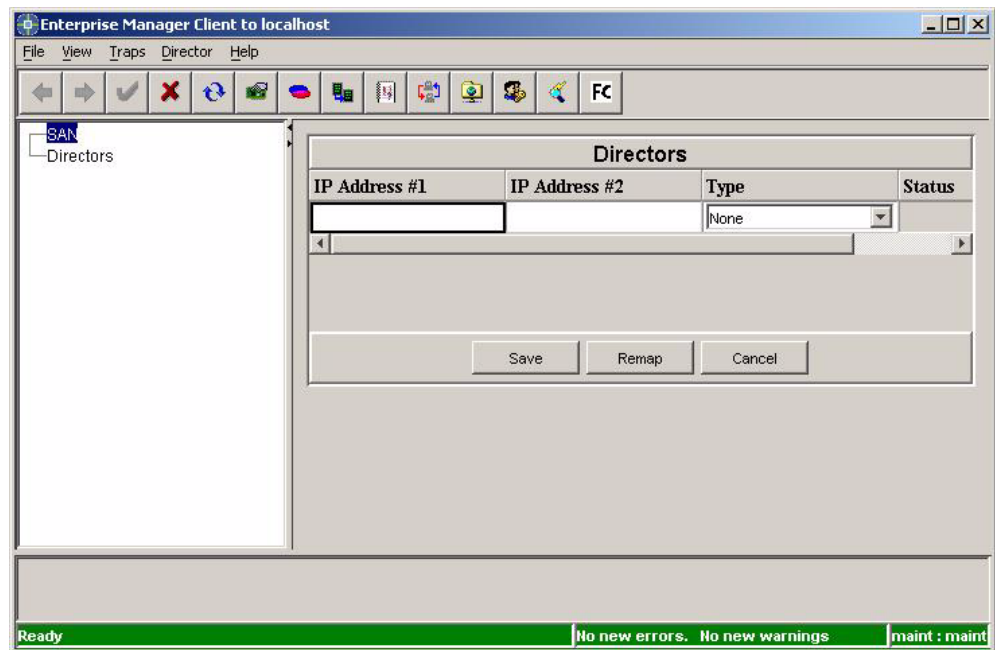 Enterprise Manager Client to localhost
File View Traps Director Help
FC
SAN
Directors
Directors
IP Address #1 IP Address #2 Type Status
None
Save Remap Cancel
Ready No new errors. No new warnings maint : maint